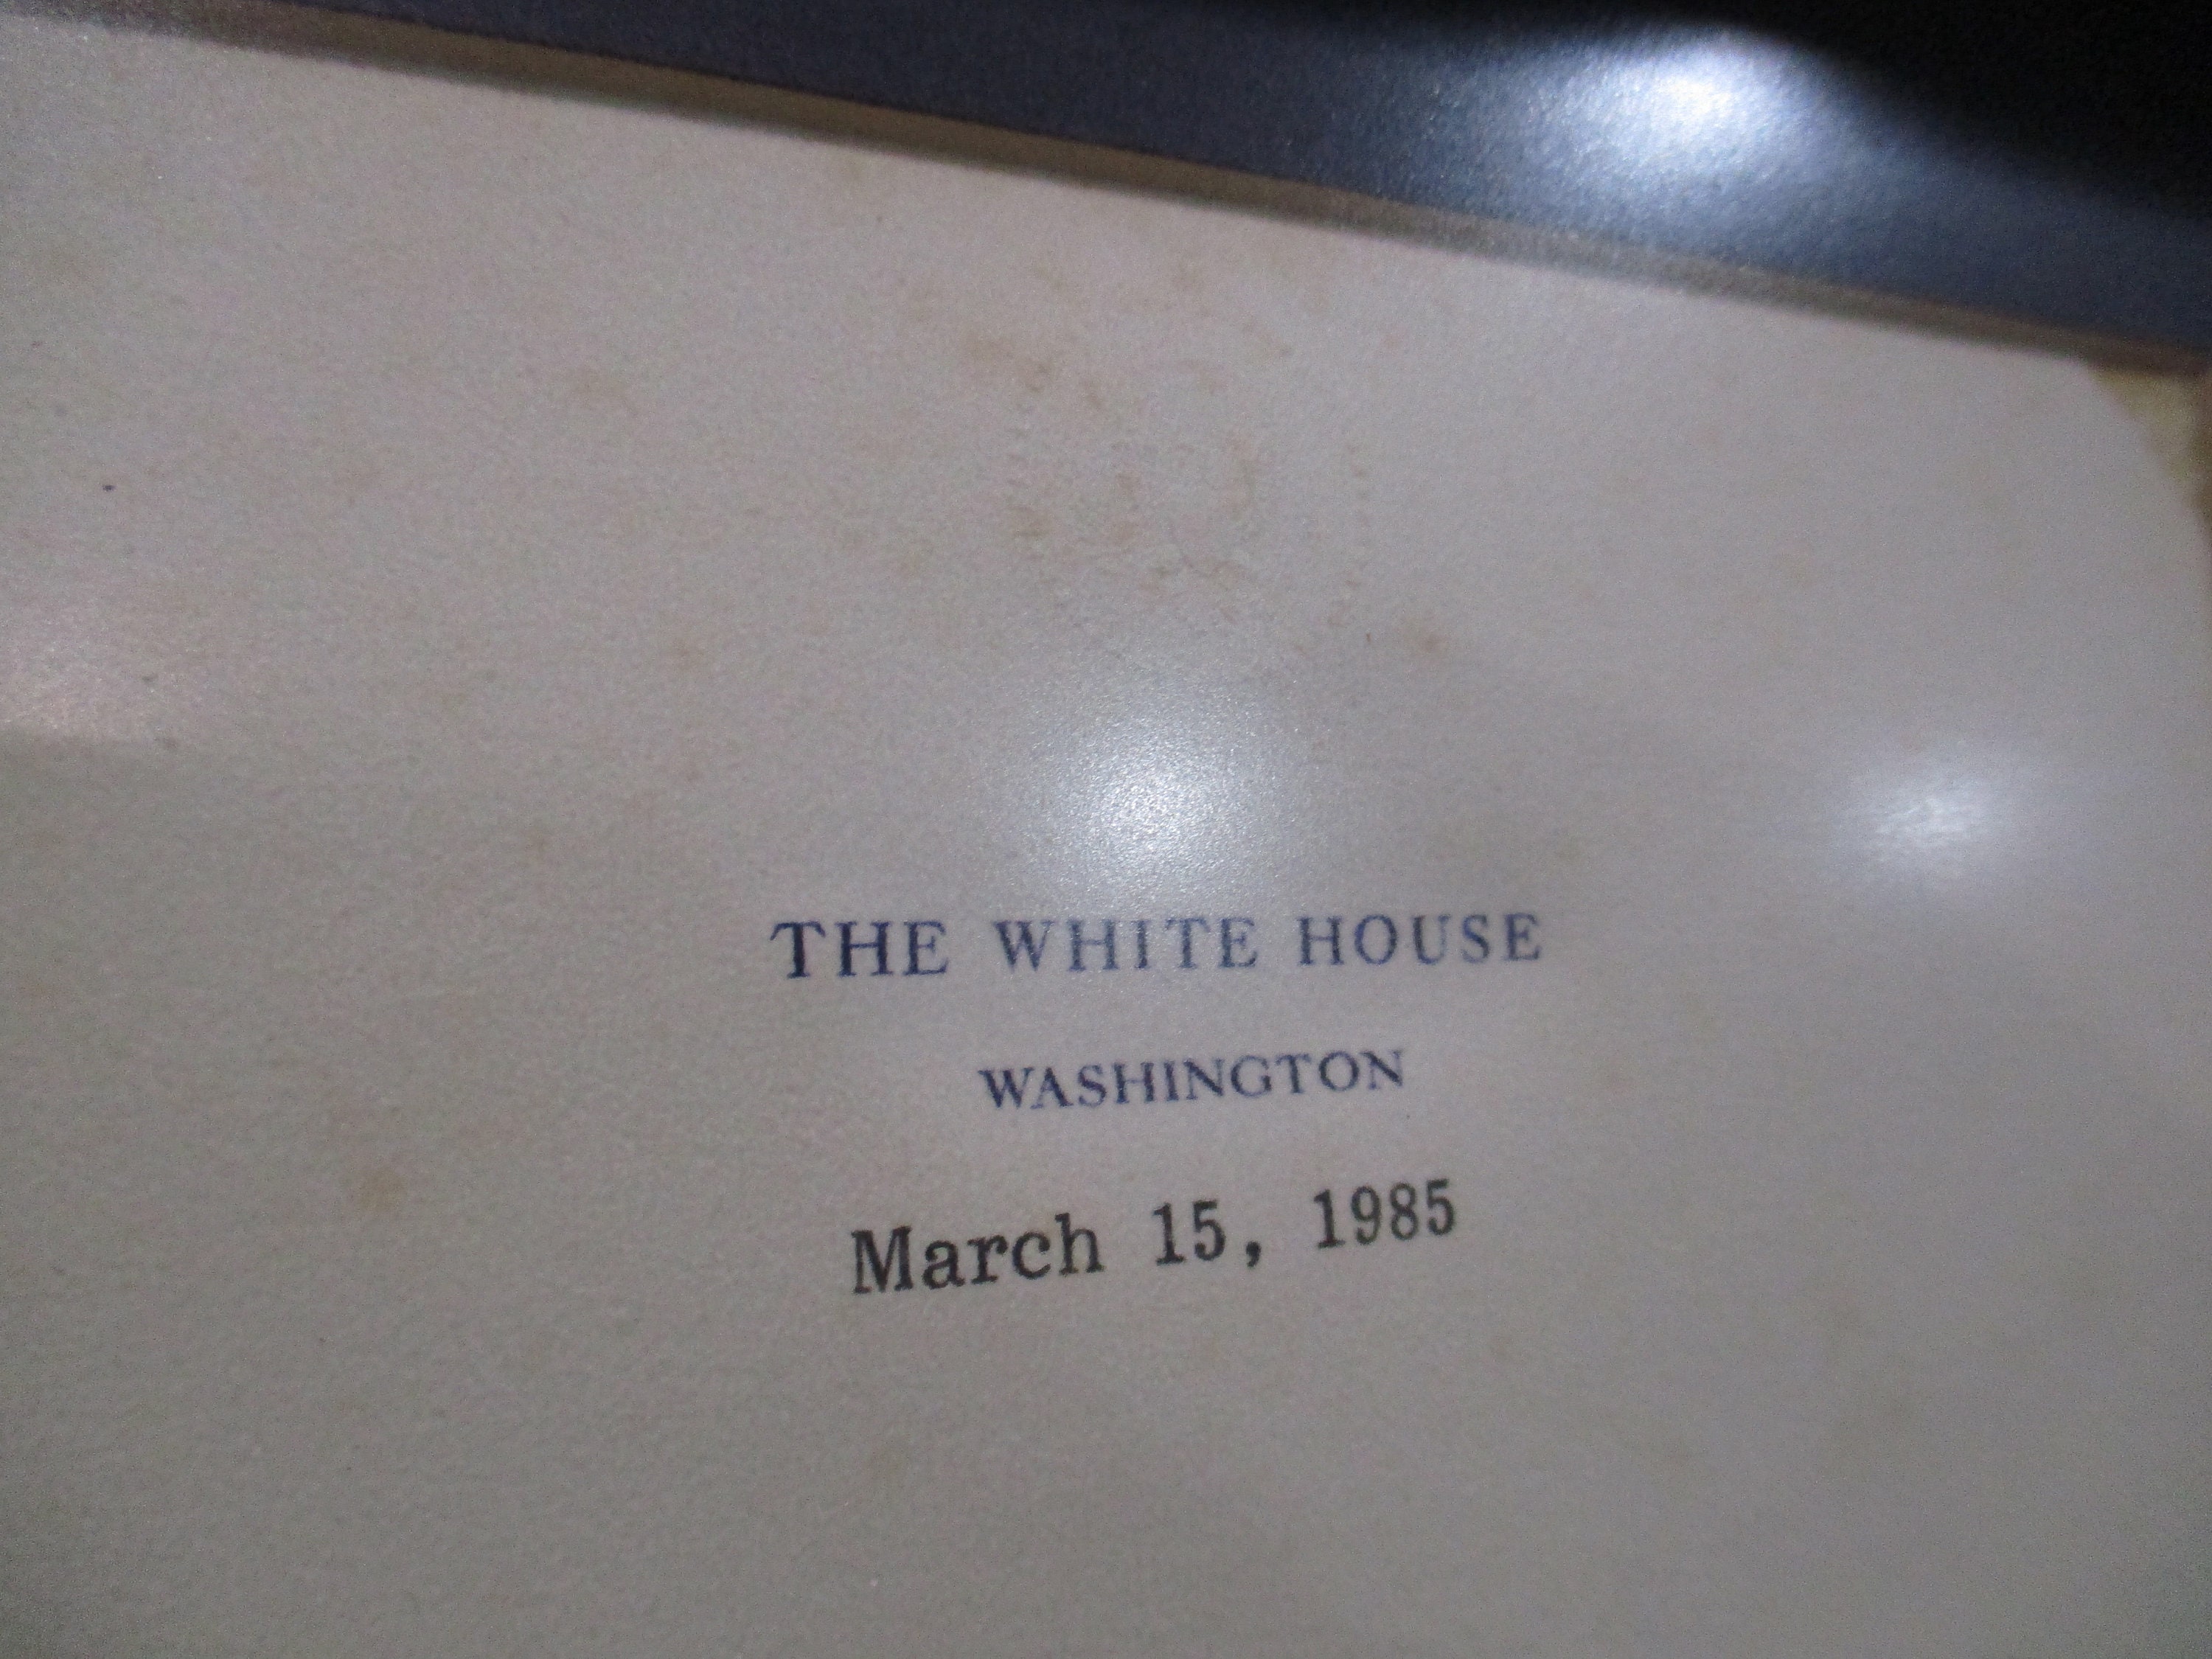 THE WHITE HOUSE
WASHINGTON
March 15, 1985